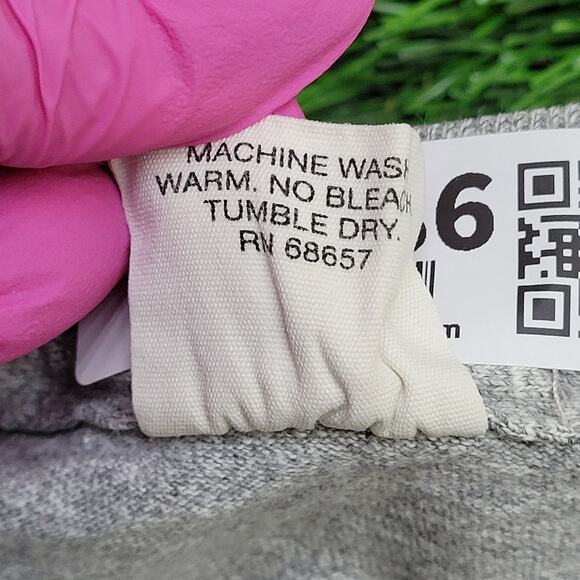 MACHINE WASH
WARM. NO BLEACH.
TUMBLE DRY.
RN 68657